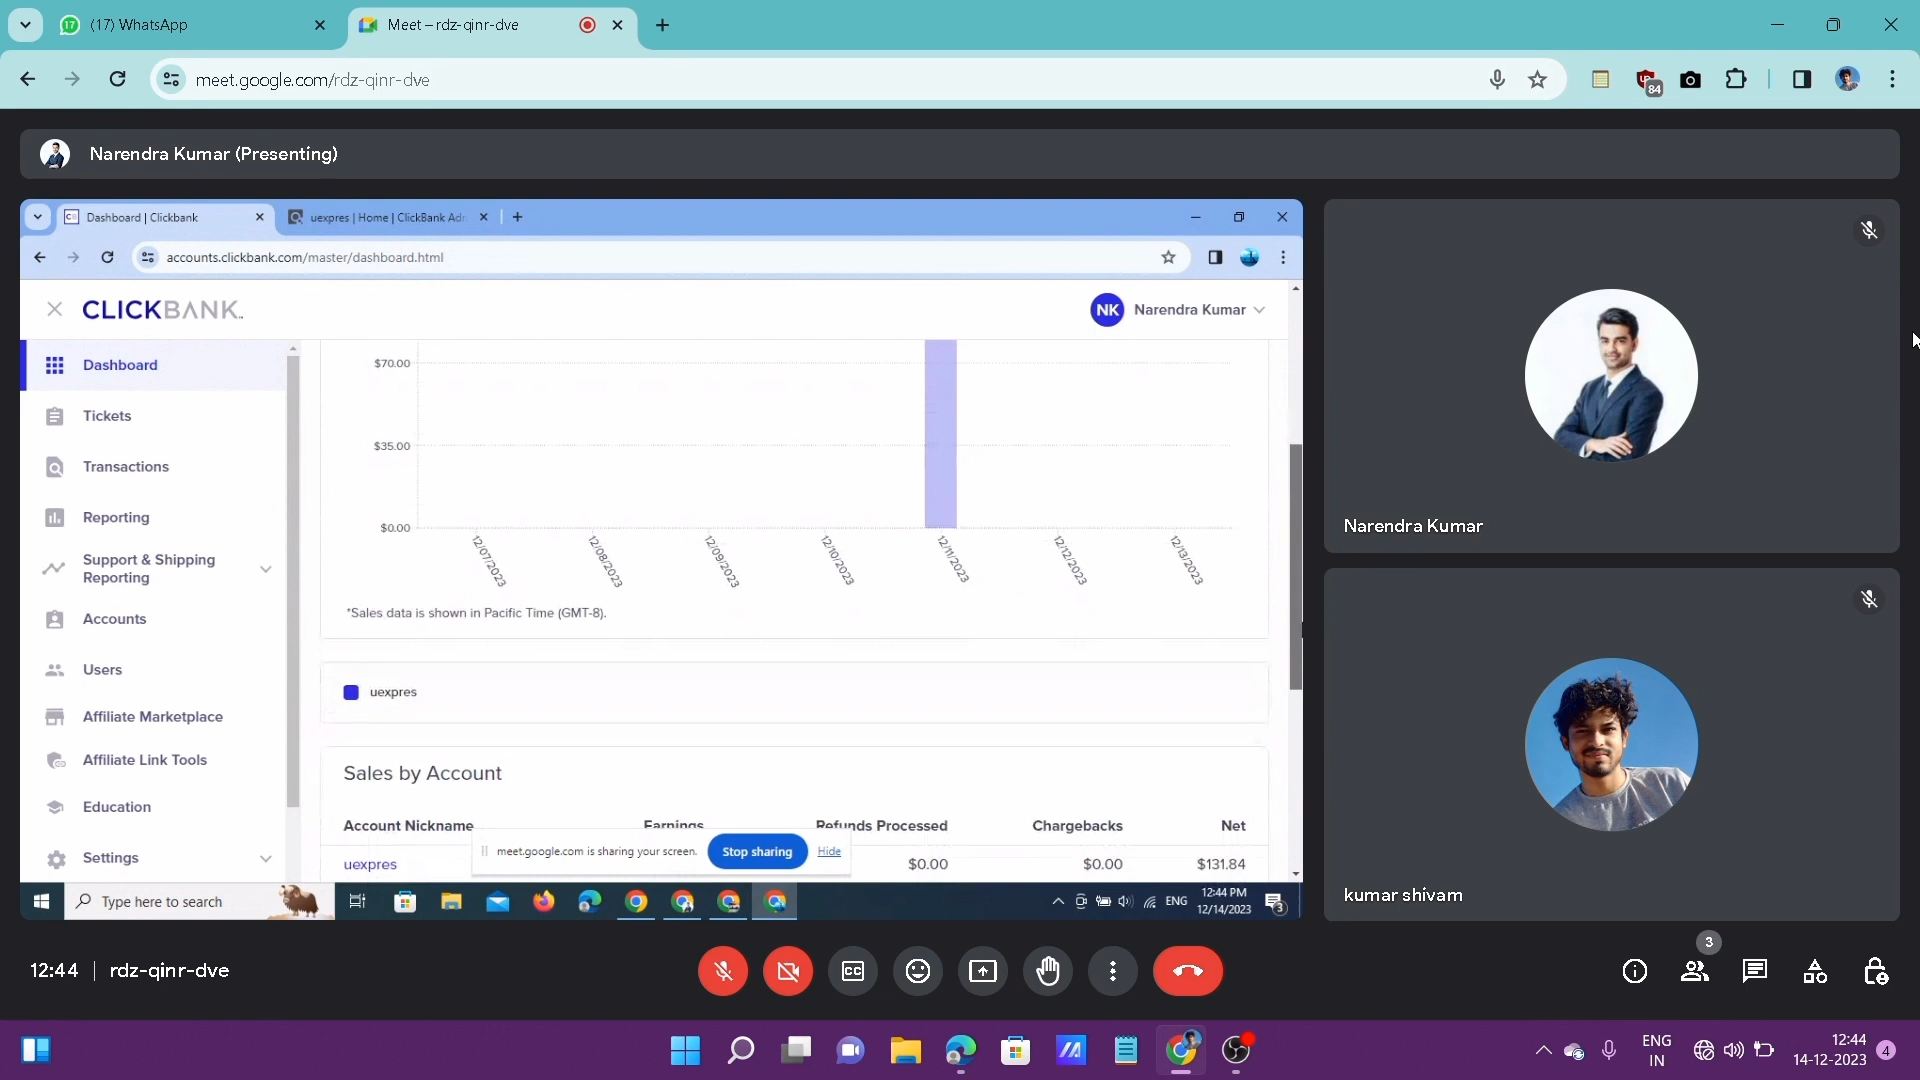 (17) WhatsApp
Meet – rdz-qinr-dve
meet.google.com/rdz-qinr-dve
84
Narendra Kumar (Presenting)
Dashboard | Clickbank
uexpres | Home | ClickBank Adm
accounts.clickbank.com/master/dashboard.html
CLICKBANK
NK
Narendra Kumar
Dashboard
Tickets
Transactions
Reporting
Support & Shipping
Reporting
Accounts
Users
Affiliate Marketplace
Affiliate Link Tools
Education
Settings
$70.00
$35.00
$0.00
12/07/2023
12/08/2023
12/09/2023
12/10/2023
12/11/2023
12/12/2023
12/13/2023
*Sales data is shown in Pacific Time (GMT-8).
uexpres
Sales by Account
Account Nickname
Earnings
Refunds Processed
Chargebacks
Net
uexpres
$0.00
$0.00
$131.84
meet.google.com is sharing your screen.
Stop sharing
Hide
Type here to search
ENG
12:44 PM
12/14/2023
3
Narendra Kumar
kumar shivam
12:44 | rdz-qinr-dve
CC
3
ENG
IN
12:44
14-12-2023
4